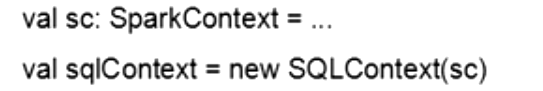 val sc: SparkContext = ...
val sqlContext = new SQLContext(sc)